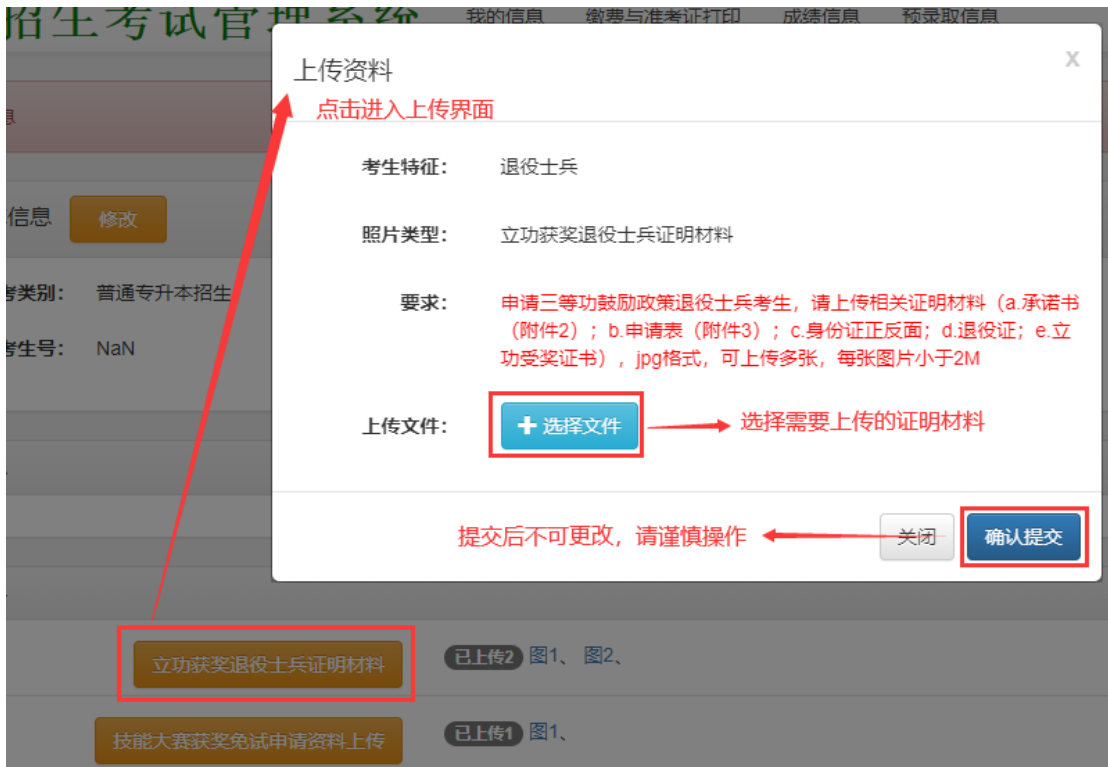 招生考试管理系统 我的信息 缴费与准考证打印 成绩信息 预录取信息
上传资料 x
点击进入上传界面
息
考生特征： 退役士兵
信息 修改
照片类型： 立功获奖退役士兵证明材料
考类别： 普通专升本招生
要求： 申请三等功鼓励政策退役士兵考生，请上传相关证明材料（a.承诺书
（附件2）；b.申请表（附件3）；c.身份证正反面；d.退役证；e.立
功受奖证书），jpg格式，可上传多张，每张图片小于2M
考生号： NaN
上传文件： +选择文件 选择需要上传的证明材料
提交后不可更改，请谨慎操作 关闭 确认提交
立功获奖退役士兵证明材料 已上传2 图1、 图2、
技能大赛获奖免试申请资料上传 已上传1 图1、